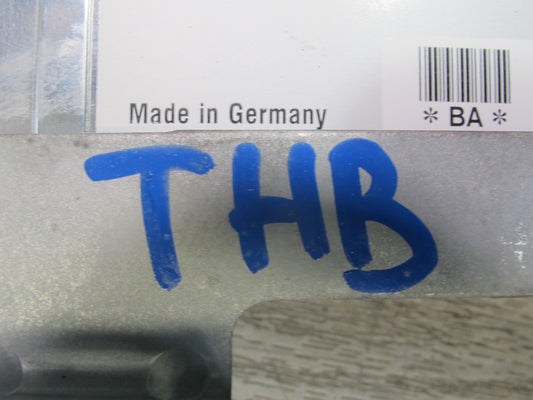 Made in Germany
* BA *
THB